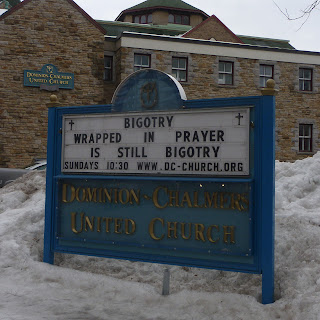 DOMINION-CHALMERS
UNITED CHURCH
BIGOTRY
WRAPPED IN PRAYER
IS STILL BIGOTRY
SUNDAYS 10:30 WWW.DC-CHURCH.ORG
DOMINION-CHALMERS
UNITED CHURCH